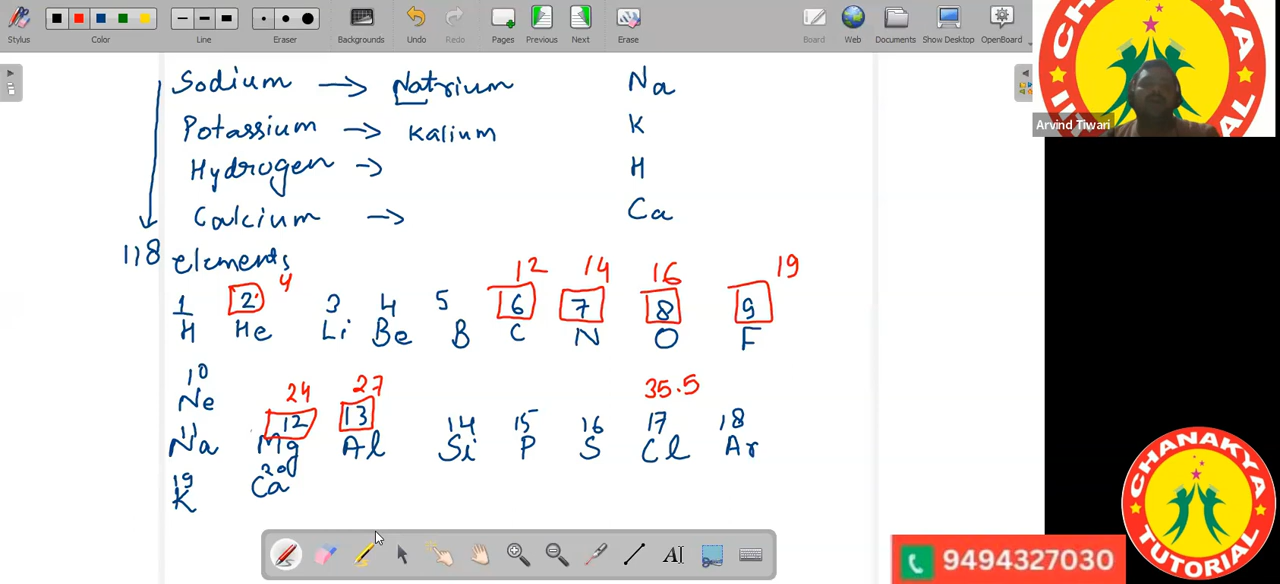 Stylus
Color
Line
Eraser
Backgrounds
Undo
Redo
Pages
Previous
Next
Erase
Board
Web
Documents
Show Desktop
OpenBoard
Sodium → Natrium Na
Potassium → Kalium K
Hydrogen → H
Calcium → Ca
118 elements
4 12 14 16 19
1 2 3 4 5 6 7 8 9
H He Li Be B C N O F
10
Ne
24 27 35.5
11 12 13 14 15 16 17 18
Na Mg Al Si P S Cl Ar
19 20
K Ca
Arvind Tiwari
CHANAKYA
TUTORIAL
9494327030